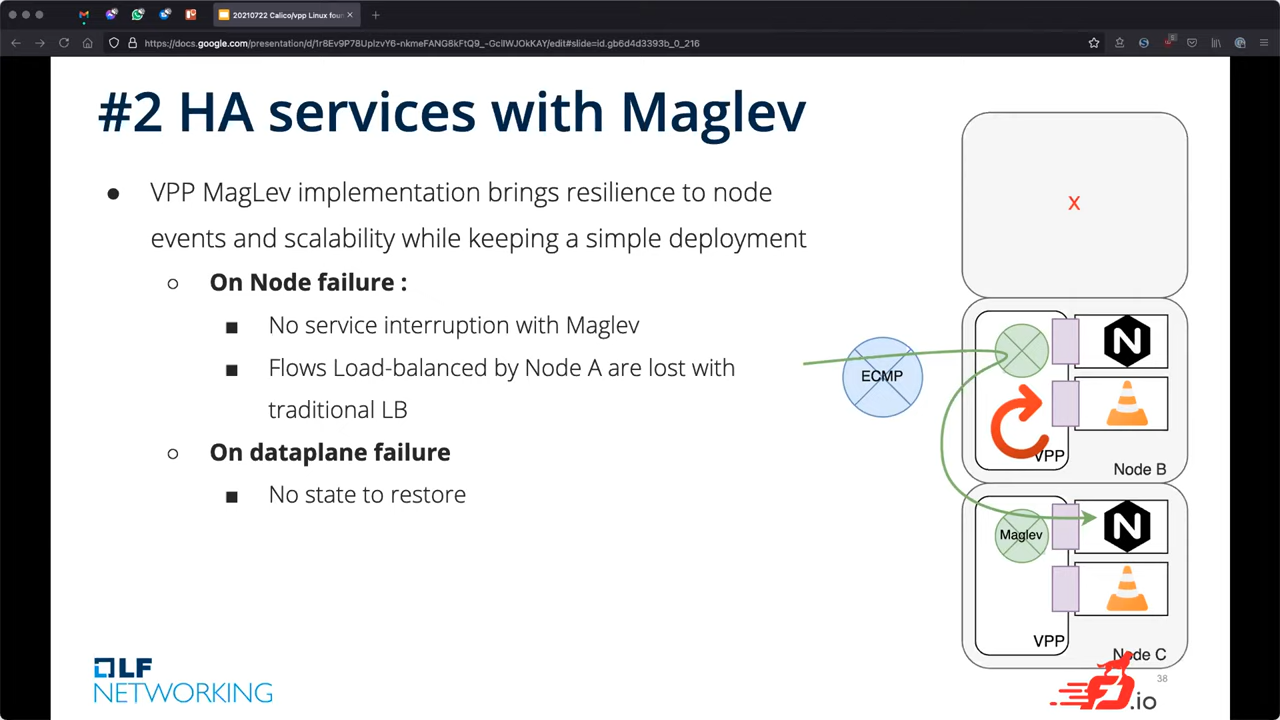 20210722 Calico/vpp Linux fou
https://docs.google.com/presentation/d/1r8Ev9P78UplzvY6-nkmeFANG8kFtQ9_-GclIWJOkKAY/edit#slide=id.gb6d4d3393b_0_216
#2 HA services with Maglev
● VPP MagLev implementation brings resilience to node
events and scalability while keeping a simple deployment
○ On Node failure :
■ No service interruption with Maglev
■ Flows Load-balanced by Node A are lost with
traditional LB
○ On dataplane failure
■ No state to restore
X
ECMP
N
VPP
Node B
Maglev
N
VPP
Node C
LF
NETWORKING
38
FD.io